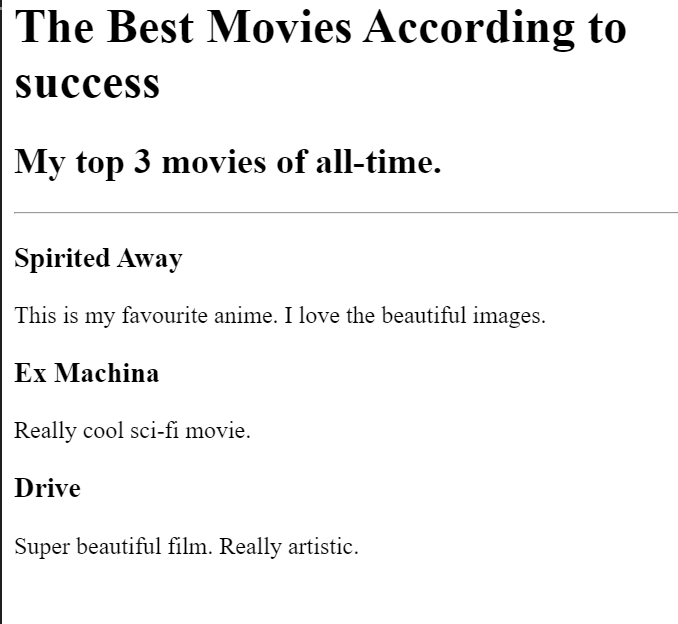 The Best Movies According to
success
My top 3 movies of all-time.
Spirited Away
This is my favourite anime. I love the beautiful images.
Ex Machina
Really cool sci-fi movie.
Drive
Super beautiful film. Really artistic.